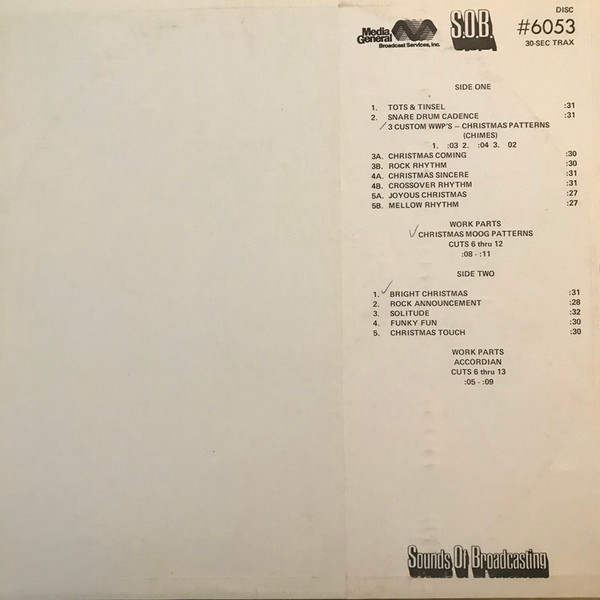 Media General
Broadcast Services, Inc.
S.O.B.
DISC
#6053
30-SEC TRAX
SIDE ONE
1. TOTS & TINSEL :31
2. SNARE DRUM CADENCE :31
3 CUSTOM WWP'S – CHRISTMAS PATTERNS
(CHIMES)
1. :03 2. :04 3. 02
3A. CHRISTMAS COMING :30
3B. ROCK RHYTHM :30
4A. CHRISTMAS SINCERE :31
4B. CROSSOVER RHYTHM :31
5A. JOYOUS CHRISTMAS :27
5B. MELLOW RHYTHM :27
WORK PARTS
CHRISTMAS MOOG PATTERNS
CUTS 6 thru 12
:08 - :11
SIDE TWO
1. BRIGHT CHRISTMAS :31
2. ROCK ANNOUNCEMENT :28
3. SOLITUDE :32
4. FUNKY FUN :30
5. CHRISTMAS TOUCH :30
WORK PARTS
ACCORDIAN
CUTS 6 thru 13
:05 - :09
Sounds Of Broadcasting